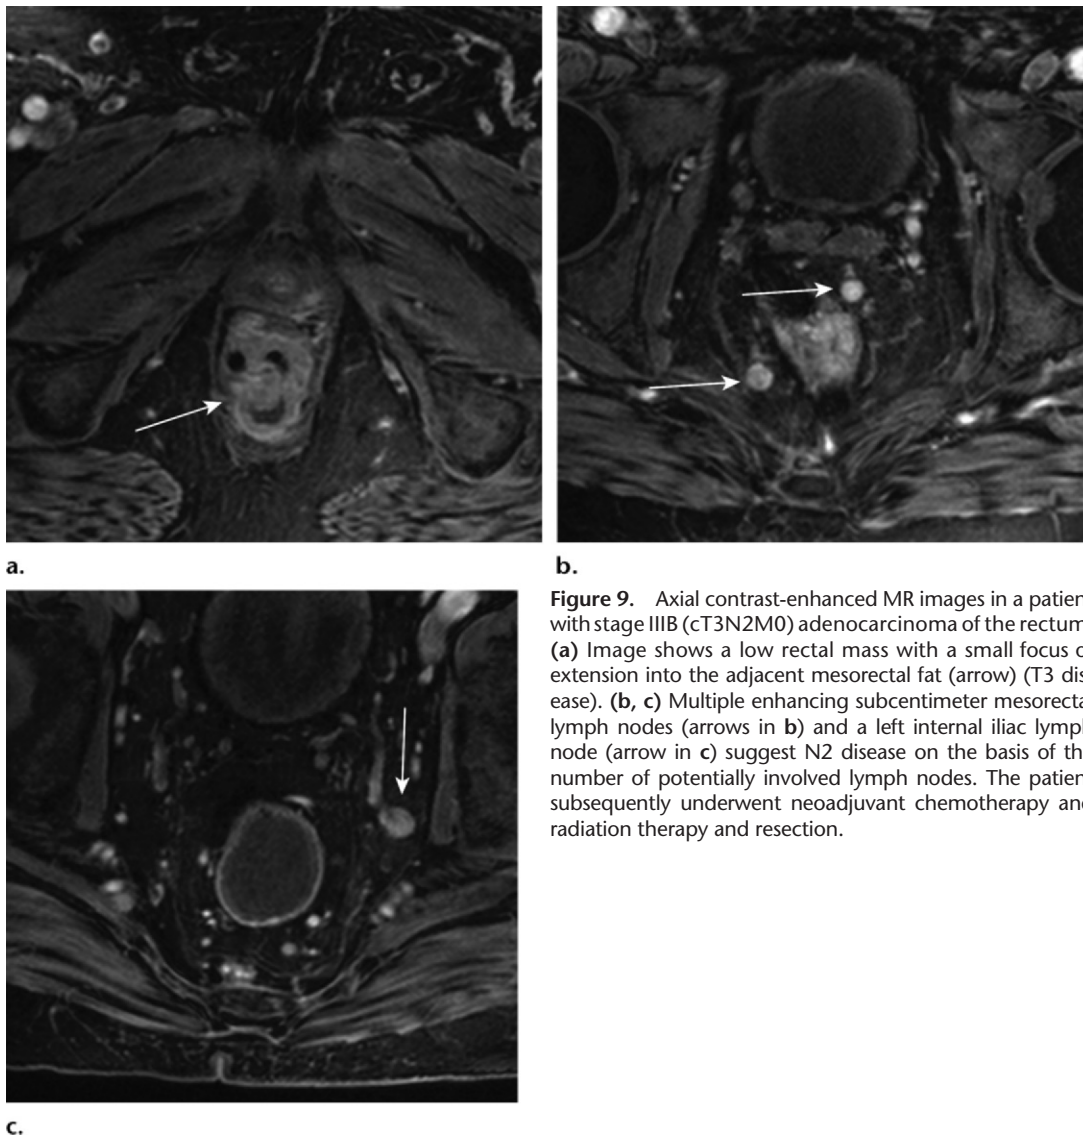 a.
b.
Figure 9. Axial contrast-enhanced MR images in a patien
with stage IIIB (cT3N2M0) adenocarcinoma of the rectum
(a) Image shows a low rectal mass with a small focus o
extension into the adjacent mesorectal fat (arrow) (T3 dis
ease). (b, c) Multiple enhancing subcentimeter mesorecta
lymph nodes (arrows in b) and a left internal iliac lymp
node (arrow in c) suggest N2 disease on the basis of th
number of potentially involved lymph nodes. The patien
subsequently underwent neoadjuvant chemotherapy and
radiation therapy and resection.
c.